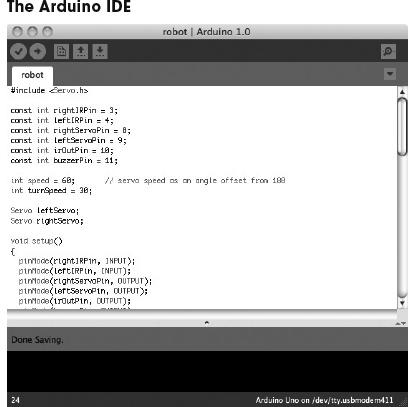 The Arduino IDE
robot | Arduino 1.0
robot
#include <Servo.h>
const int rightIRPin = 3;
const int leftIRPin = 4;
const int rightServoPin = 8;
const int leftServoPin = 9;
const int irOutPin = 10;
const int buzzerPin = 11;
int speed = 60; // servo speed as an angle offset from 100
int turnSpeed = 30;
Servo leftServo;
Servo rightServo;
void setup()
{
pinMode(rightIRPin, INPUT);
pinMode(leftIRPin, INPUT);
pinMode(rightServoPin, OUTPUT);
pinMode(leftServoPin, OUTPUT);
pinMode(irOutPin, OUTPUT);
Done Saving.
24 Arduino Uno on /dev/tty.usbmodem411